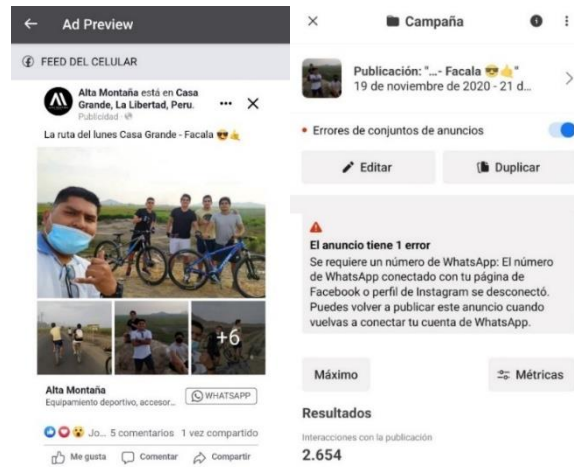 Ad Preview
FEED DEL CELULAR
Alta Montaña está en Casa
Grande, La Libertad, Peru.
Publicidad
La ruta del lunes Casa Grande - Facala 😎🤙
+6
Alta Montaña
Equipamiento deportivo, accesor...
WHATSAPP
Jo... 5 comentarios 1 vez compartido
Me gusta Comentar Compartir
Campaña
Publicación: "...- Facala 😎🤙"
19 de noviembre de 2020 - 21 d...
Errores de conjuntos de anuncios
Editar Duplicar
El anuncio tiene 1 error
Se requiere un número de WhatsApp: El número
de WhatsApp conectado con tu página de
Facebook o perfil de Instagram se desconectó.
Puedes volver a publicar este anuncio cuando
vuelvas a conectar tu cuenta de WhatsApp.
Máximo Métricas
Resultados
Interacciones con la publicación
2.654